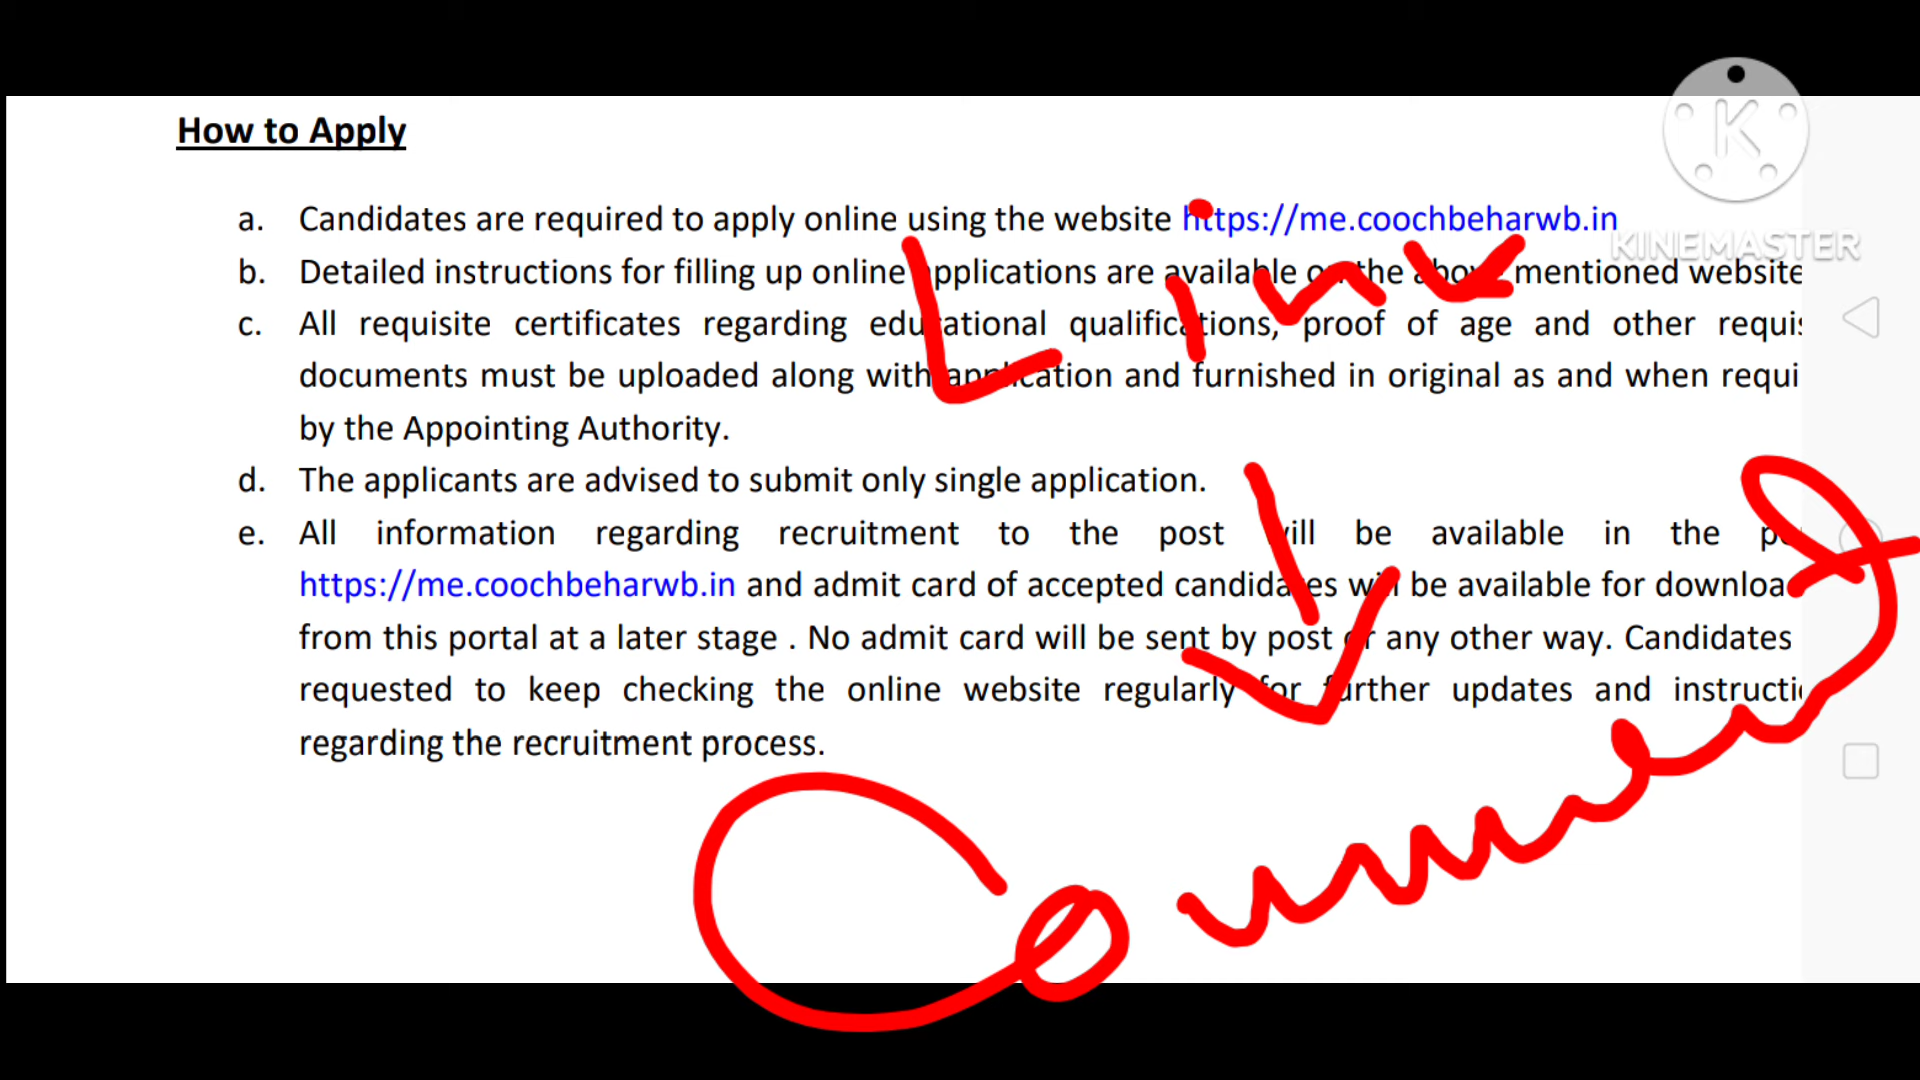 How to Apply
a. Candidates are required to apply online using the website https://me.coochbeharwb.in
b. Detailed instructions for filling up online applications are available on the above mentioned website
c. All requisite certificates regarding educational qualifications, proof of age and other requis
documents must be uploaded along with application and furnished in original as and when requi
by the Appointing Authority.
d. The applicants are advised to submit only single application.
e. All information regarding recruitment to the post will be available in the
https://me.coochbeharwb.in and admit card of accepted candidates will be available for downloa
from this portal at a later stage . No admit card will be sent by post or any other way. Candidates
requested to keep checking the online website regularly for further updates and instructi
regarding the recruitment process.
K
KINEMASTER
Link
Comment